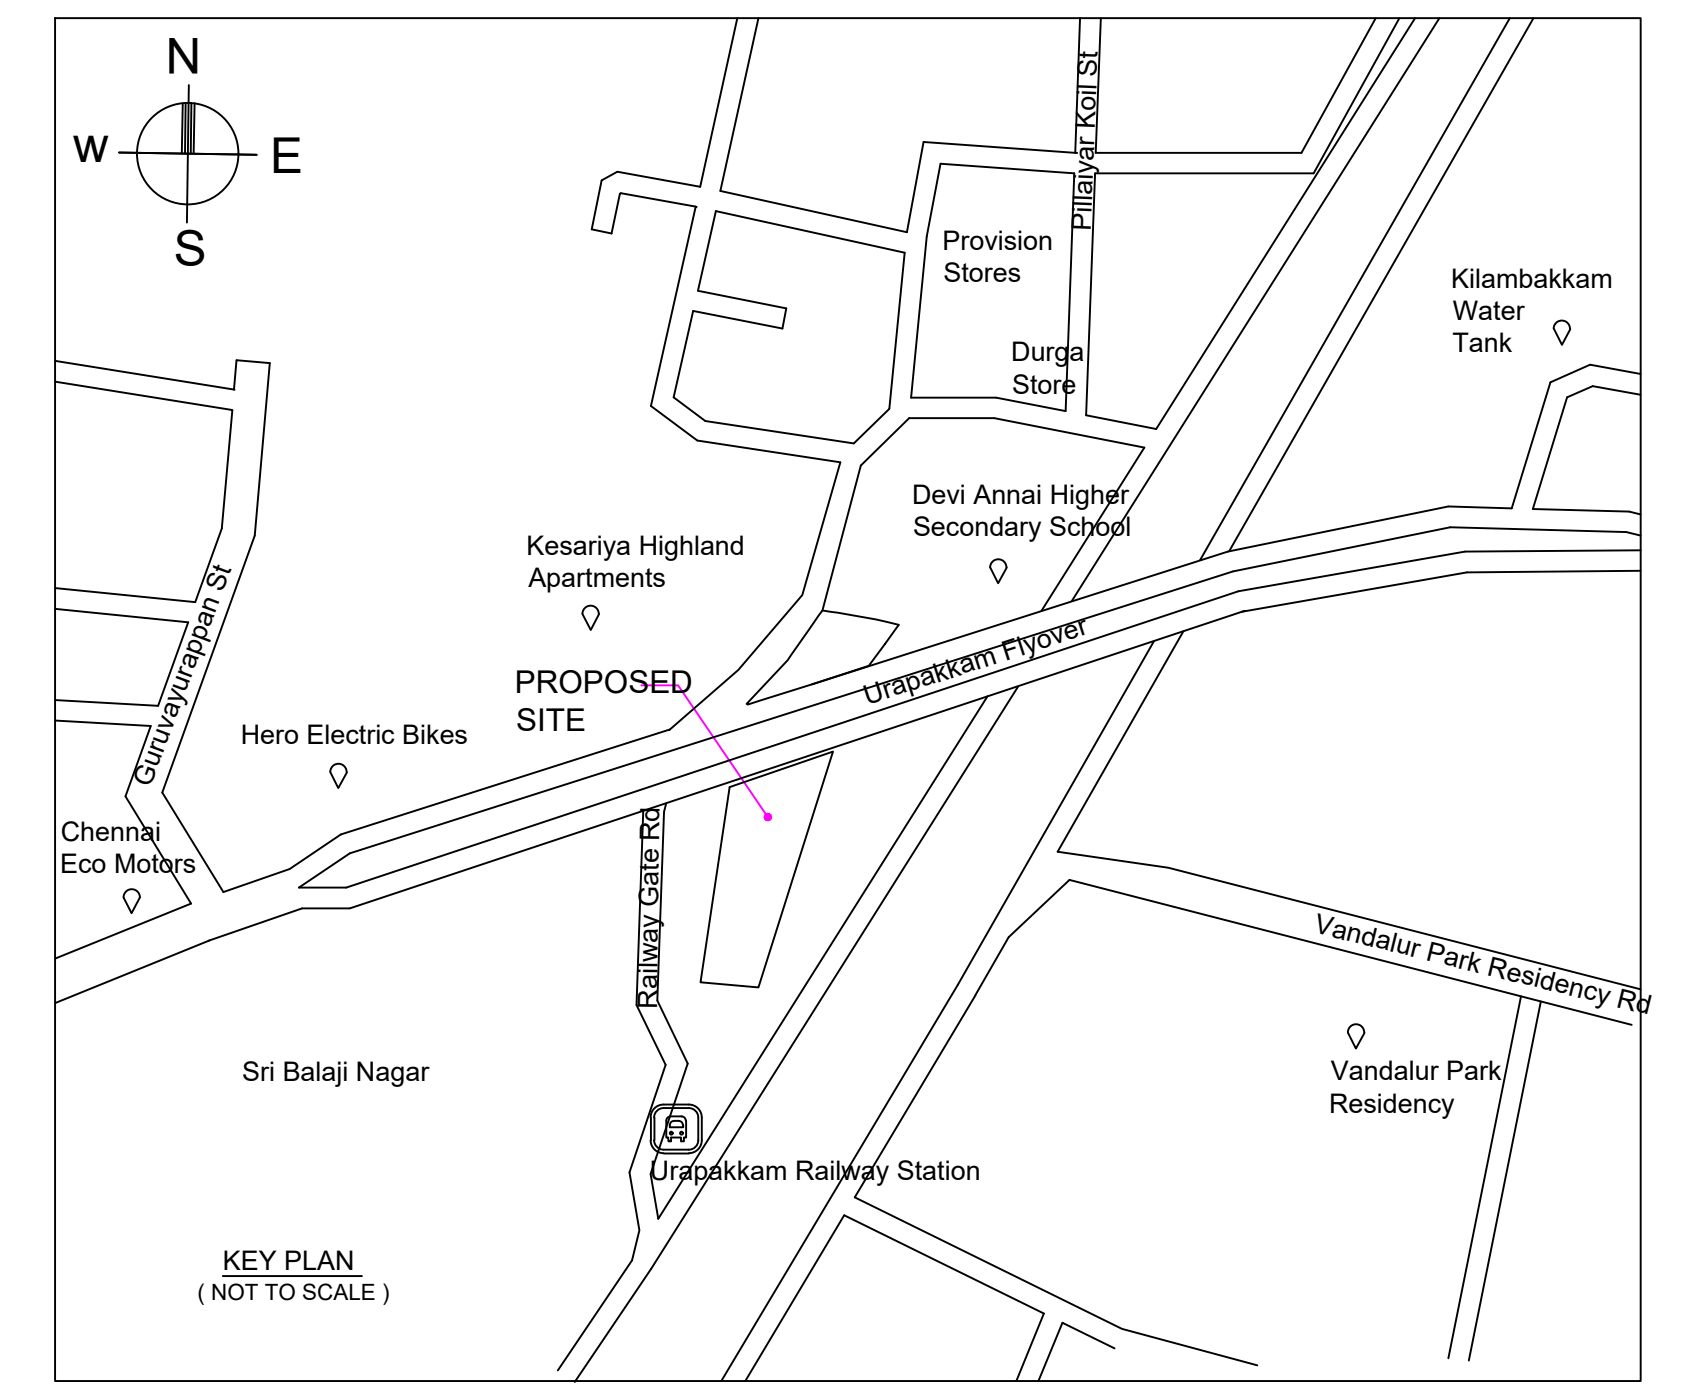 N
W
E
S
Pillaiyar Koil St
Provision
Stores
Kilambakkam
Water
Tank
Durga
Store
Devi Annai Higher
Secondary School
Kesariya Highland
Apartments
Guruvayurappan St
Urapakkam Flyover
PROPOSED
SITE
Hero Electric Bikes
Chennai
Eco Motors
Railway Gate Rd
Vandalur Park Residency Rd
Sri Balaji Nagar
Vandalur Park
Residency
Urapakkam Railway Station
KEY PLAN
( NOT TO SCALE )